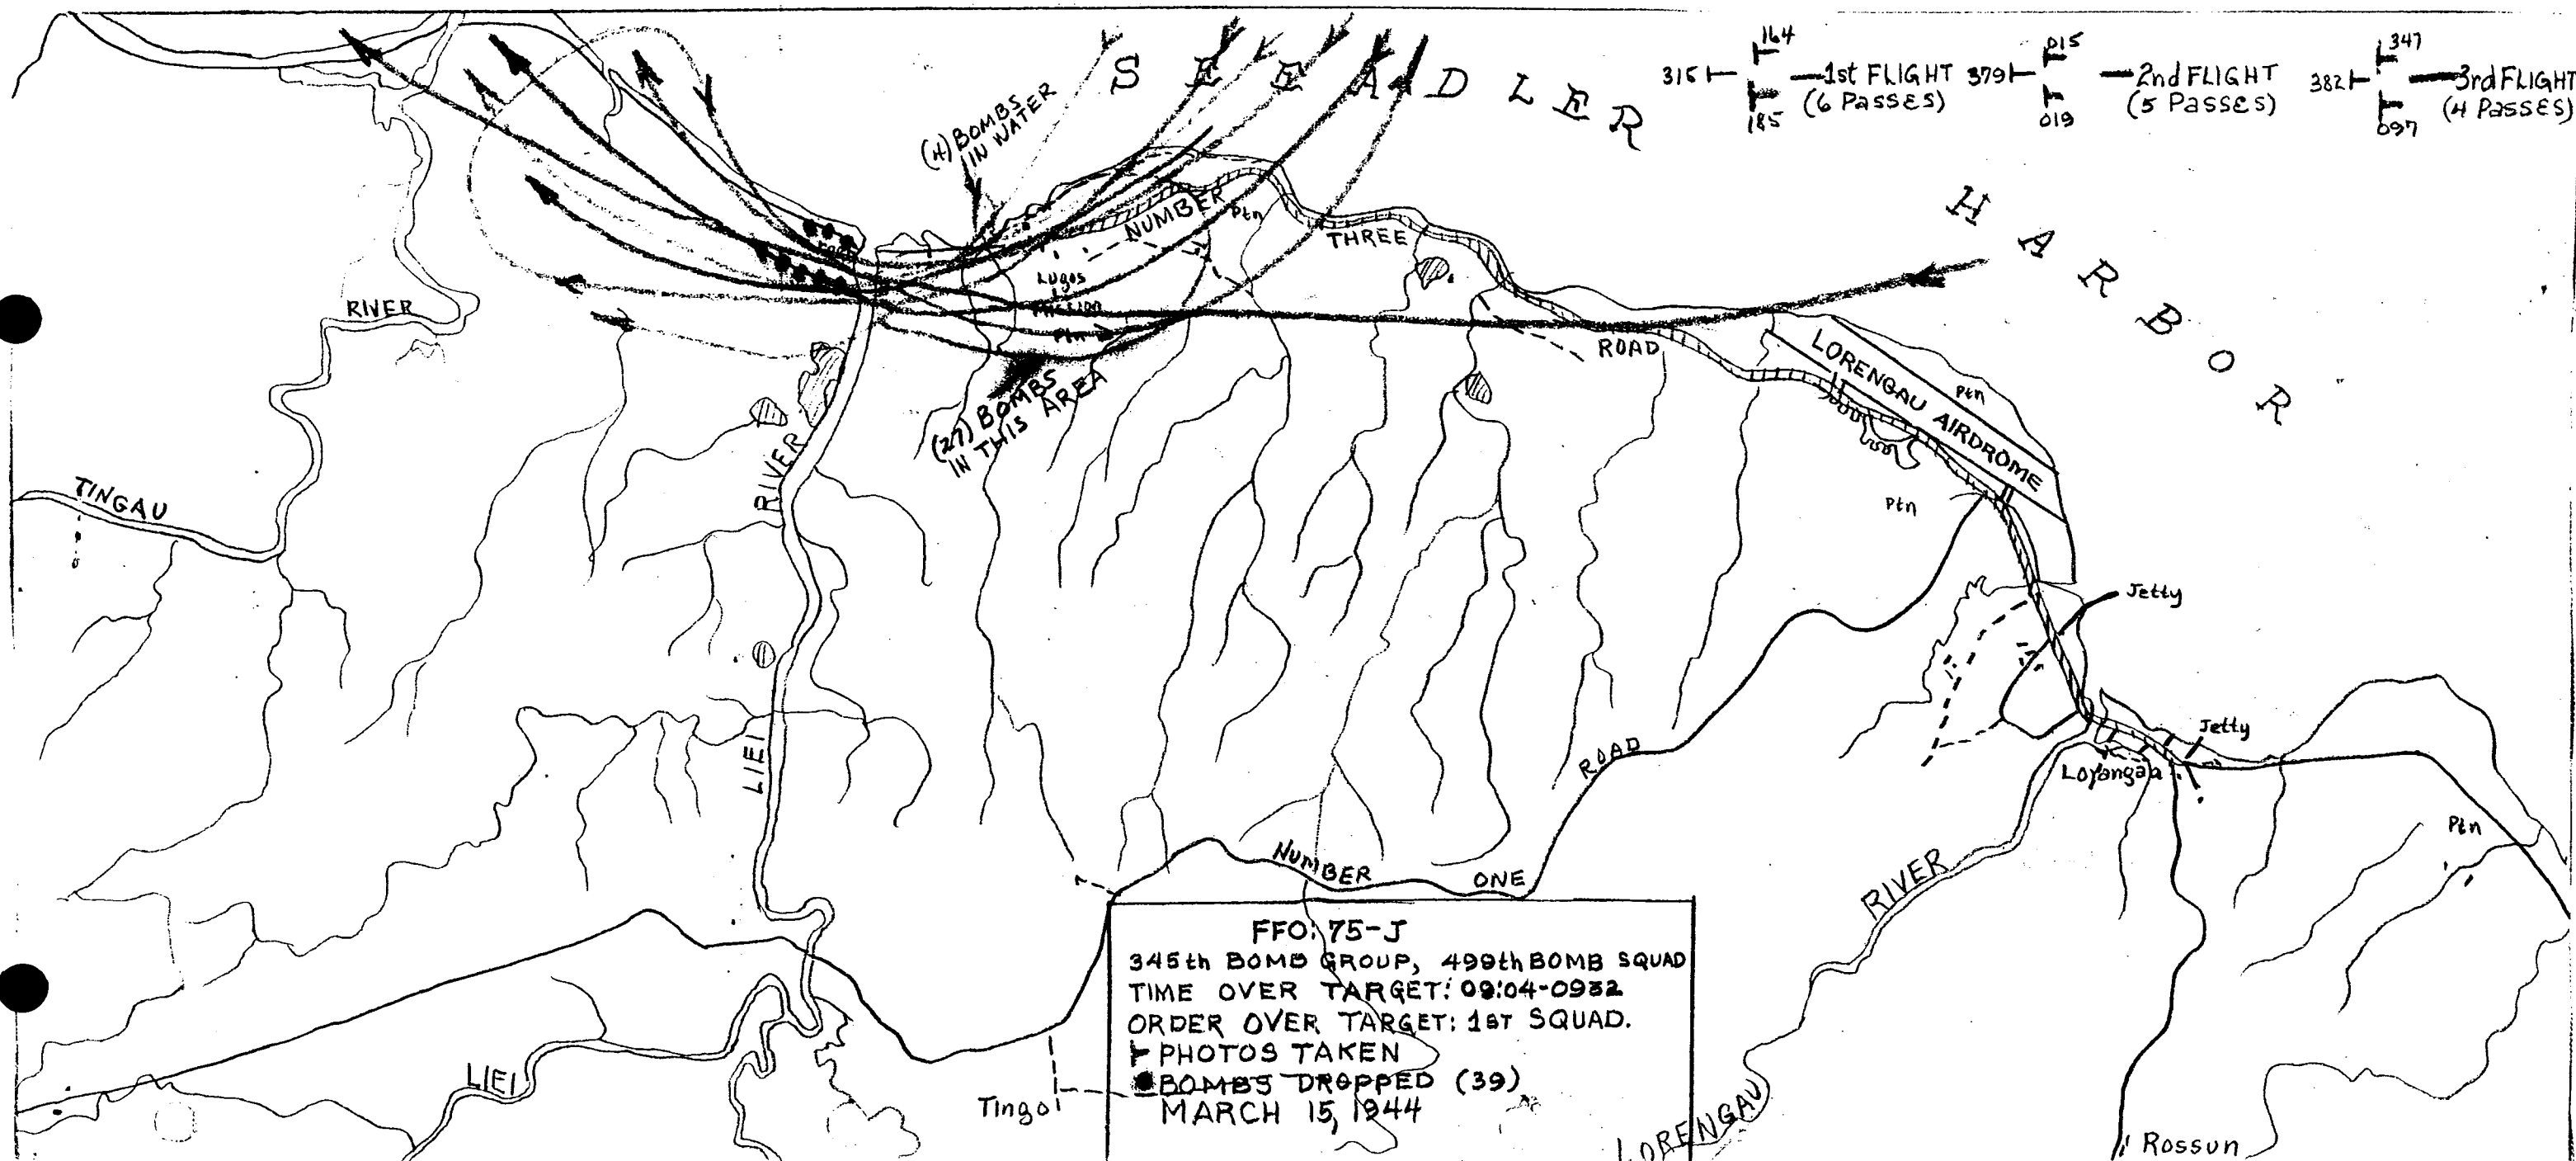 SEEADLER
HARBOR
315
164
185
1st FLIGHT
(6 PASSES)
379
015
019
2nd FLIGHT
(5 PASSES)
382
347
097
3rd FLIGHT
(4 PASSES)
(4) BOMBS
IN WATER
NUMBER
Ptn
THREE
ROAD
Lugos
Mission
Ptn
(27) BOMBS
IN THIS AREA
RIVER
TINGAU
RIVER
LIEI
LORENGAU AIRDROME
Ptn
Ptn
Jetty
Jetty
Loyangaa
Ptn
ROAD
NUMBER
ONE
RIVER
LORENGAU
Rossun
LIEI
Tingo
FFO: 75-J
345th BOMB GROUP, 499th BOMB SQUAD
TIME OVER TARGET: 09:04-0932
ORDER OVER TARGET: 1ST SQUAD.
PHOTOS TAKEN
BOMBS DROPPED (39)
MARCH 15, 1944